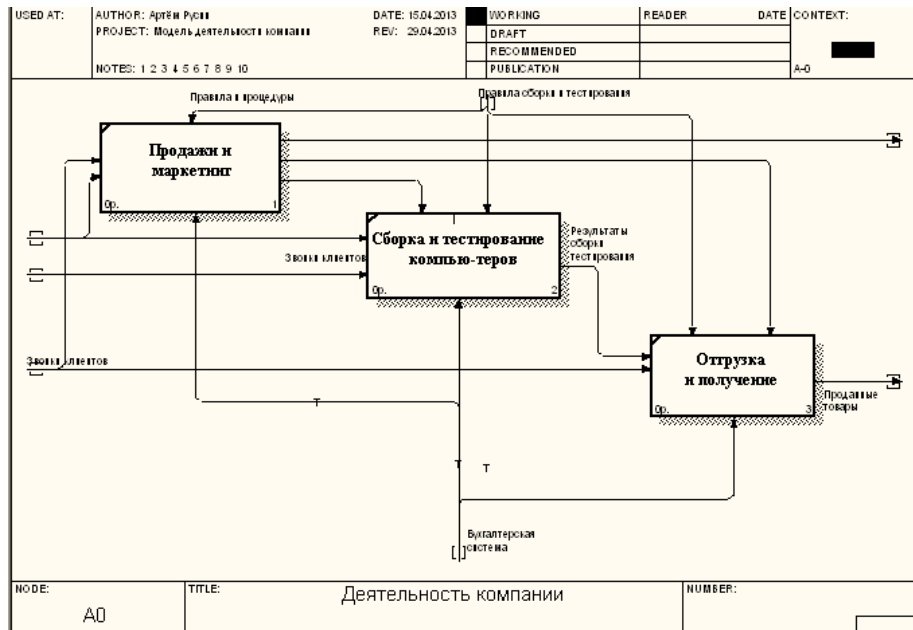 USED AT:
AUTHOR: Артём Русин
DATE: 15.04.2013
WORKING
READER
DATE
CONTEXT:
PROJECT: Модель деятельности компании
REV: 29.04.2013
DRAFT
RECOMMENDED
NOTES: 1 2 3 4 5 6 7 8 9 10
PUBLICATION
A-0
Правила и процедуры
Правила сборки и тестирования
Продажи и
маркетинг
0р.
1
Сборка и тестирование
компью-теров
0р.
2
Звонки клиентов
Результаты
сборки
тестирования
Звонки клиентов
Отгрузка
и получение
0р.
3
Проданные
товары
Бухгалтерская
система
NODE:
TITLE:
NUMBER:
A0
Деятельность компании